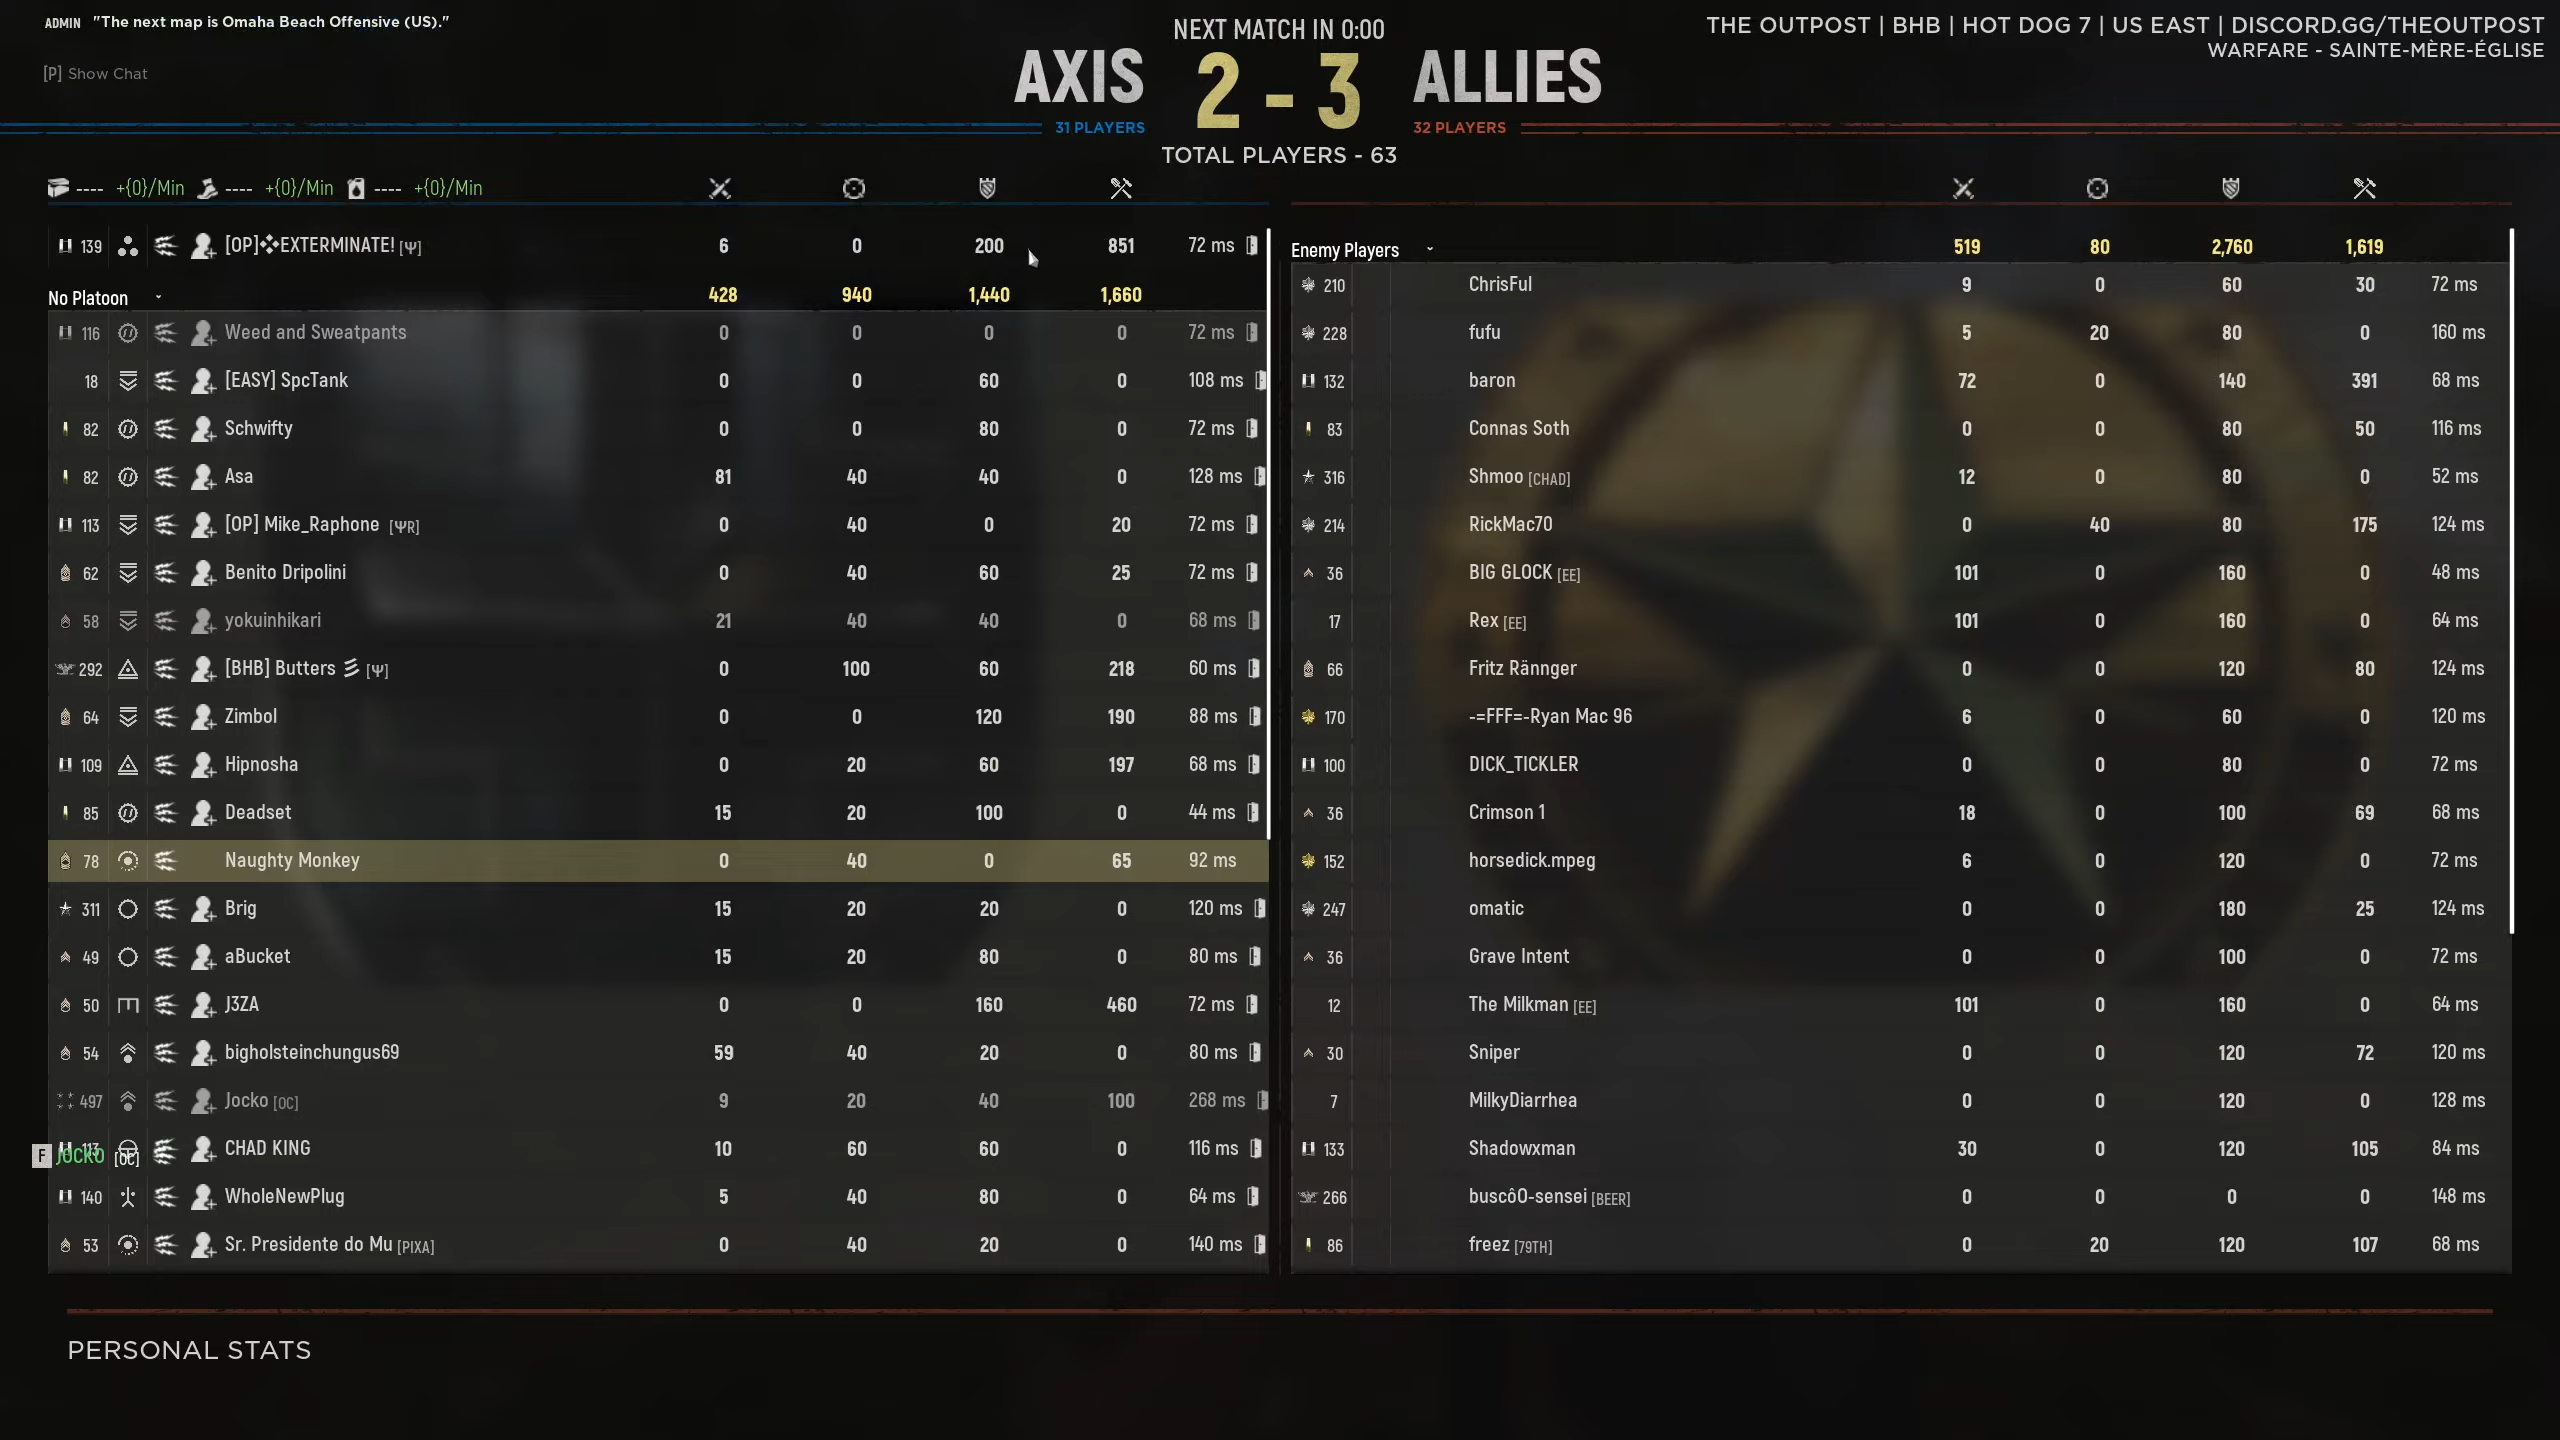 ADMIN "The next map is Omaha Beach Offensive (US)."
[P] Show Chat
NEXT MATCH IN 0:00
AXIS 2 - 3 ALLIES
31 PLAYERS 32 PLAYERS
TOTAL PLAYERS - 63
THE OUTPOST | BHB | HOT DOG 7 | US EAST | DISCORD.GG/THEOUTPOST
WARFARE - SAINTE-MÈRE-ÉGLISE
---- +{0}/Min ---- +{0}/Min ---- +{0}/Min
139 [OP]❖EXTERMINATE! [Ψ] 6 0 200 851 72 ms
No Platoon 428 940 1,440 1,660
116 Weed and Sweatpants 0 0 0 0 72 ms
18 [EASY] SpcTank 0 0 60 0 108 ms
82 Schwifty 0 0 80 0 72 ms
82 Asa 81 40 40 0 128 ms
113 [OP] Mike_Raphone [ΨR] 0 40 0 20 72 ms
62 Benito Dripolini 0 40 60 25 72 ms
58 yokuinhikari 21 40 40 0 68 ms
292 [BHB] Butters 彡 [Ψ] 0 100 60 218 60 ms
64 Zimbol 0 0 120 190 88 ms
109 Hipnosha 0 20 60 197 68 ms
85 Deadset 15 20 100 0 44 ms
78 Naughty Monkey 0 40 0 65 92 ms
311 Brig 15 20 20 0 120 ms
49 aBucket 15 20 80 0 80 ms
50 J3ZA 0 0 160 460 72 ms
54 bigholsteinchungus69 59 40 20 0 80 ms
497 Jocko [OC] 9 20 40 100 268 ms
113 CHAD KING 10 60 60 0 116 ms
F JOCKO [OC]
140 WholeNewPlug 5 40 80 0 64 ms
53 Sr. Presidente do Mu [PIXA] 0 40 20 0 140 ms
Enemy Players 519 80 2,760 1,619
210 ChrisFul 9 0 60 30 72 ms
228 fufu 5 20 80 0 160 ms
132 baron 72 0 140 391 68 ms
83 Connas Soth 0 0 80 50 116 ms
316 Shmoo [CHAD] 12 0 80 0 52 ms
214 RickMac70 0 40 80 175 124 ms
36 BIG GLOCK [EE] 101 0 160 0 48 ms
17 Rex [EE] 101 0 160 0 64 ms
66 Fritz Rännger 0 0 120 80 124 ms
170 -=FFF=-Ryan Mac 96 6 0 60 0 120 ms
100 DICK_TICKLER 0 0 80 0 72 ms
36 Crimson 1 18 0 100 69 68 ms
152 horsedick.mpeg 6 0 120 0 72 ms
247 omatic 0 0 180 25 124 ms
36 Grave Intent 0 0 100 0 72 ms
12 The Milkman [EE] 101 0 160 0 64 ms
30 Sniper 0 0 120 72 120 ms
7 MilkyDiarrhea 0 0 120 0 128 ms
133 Shadowxman 30 0 120 105 84 ms
266 buscôO-sensei [BEER] 0 0 0 0 148 ms
86 freez [79TH] 0 20 120 107 68 ms
PERSONAL STATS